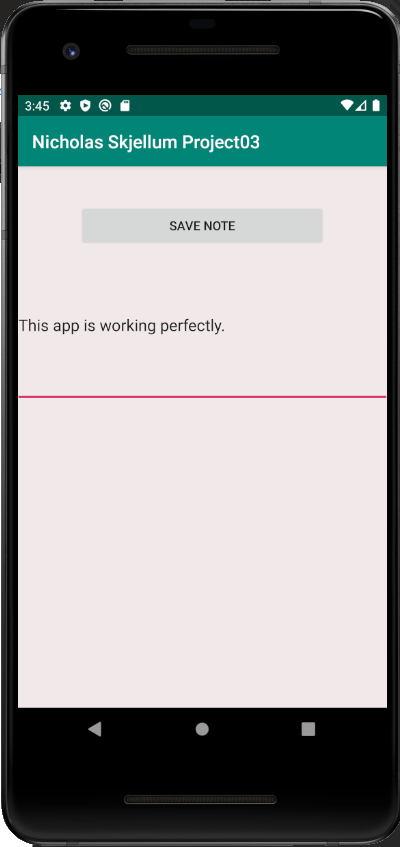 3:45
Nicholas Skjellum Project03
SAVE NOTE
This app is working perfectly.